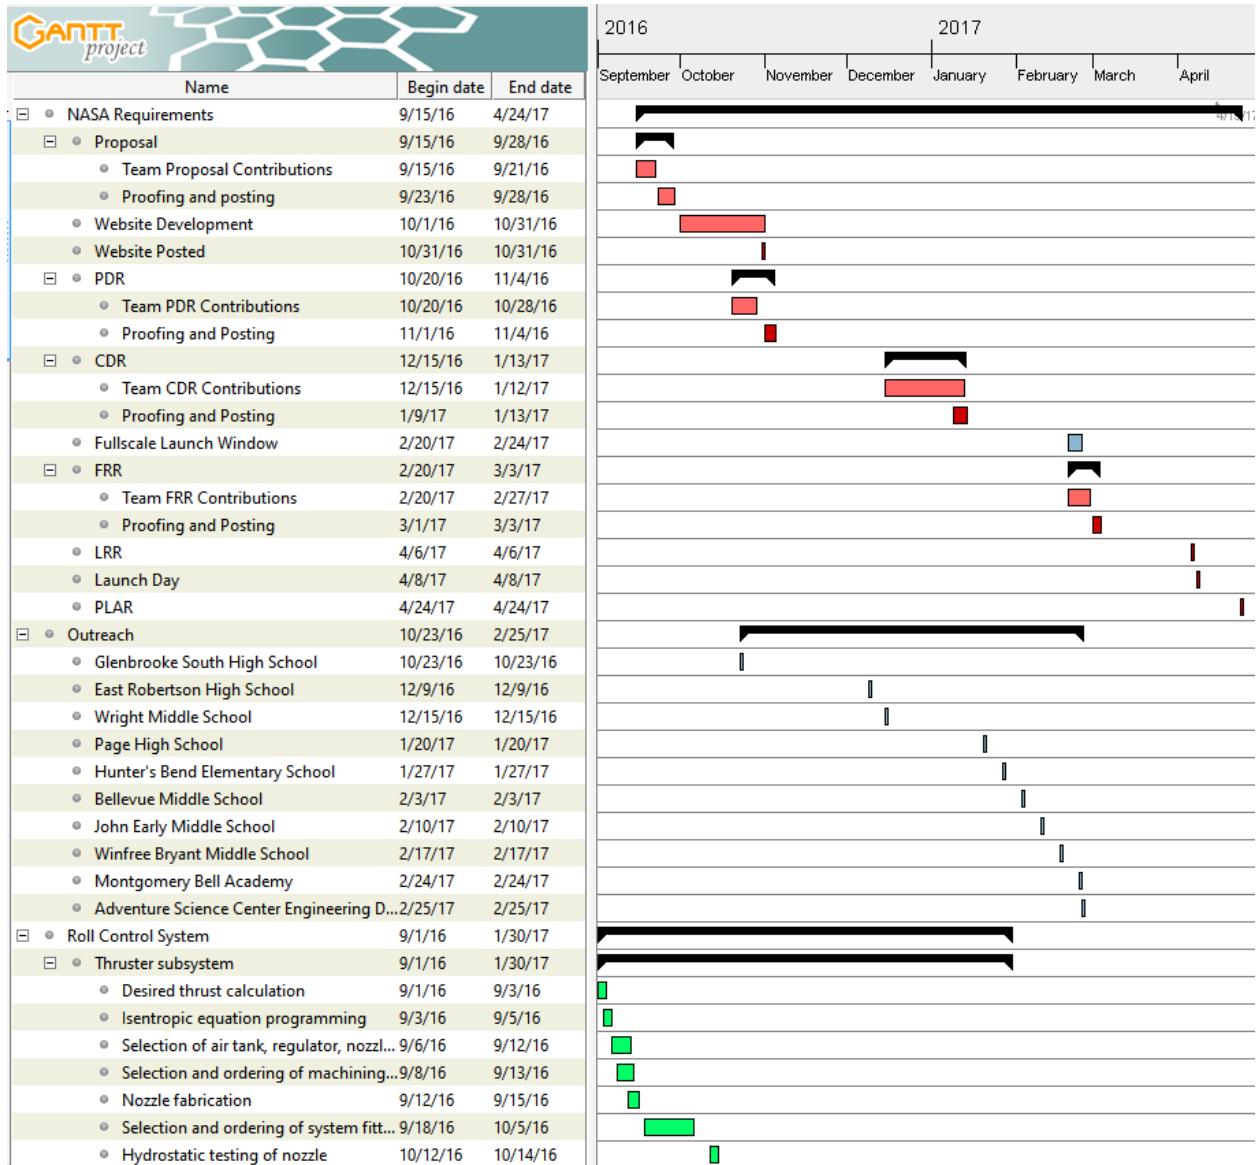 GANTT project
2016 2017
September October November December January February March April
Name Begin date End date
NASA Requirements 9/15/16 4/24/17
Proposal 9/15/16 9/28/16
Team Proposal Contributions 9/15/16 9/21/16
Proofing and posting 9/23/16 9/28/16
Website Development 10/1/16 10/31/16
Website Posted 10/31/16 10/31/16
PDR 10/20/16 11/4/16
Team PDR Contributions 10/20/16 10/28/16
Proofing and Posting 11/1/16 11/4/16
CDR 12/15/16 1/13/17
Team CDR Contributions 12/15/16 1/12/17
Proofing and Posting 1/9/17 1/13/17
Fullscale Launch Window 2/20/17 2/24/17
FRR 2/20/17 3/3/17
Team FRR Contributions 2/20/17 2/27/17
Proofing and Posting 3/1/17 3/3/17
LRR 4/6/17 4/6/17
Launch Day 4/8/17 4/8/17
PLAR 4/24/17 4/24/17
Outreach 10/23/16 2/25/17
Glenbrooke South High School 10/23/16 10/23/16
East Robertson High School 12/9/16 12/9/16
Wright Middle School 12/15/16 12/15/16
Page High School 1/20/17 1/20/17
Hunter's Bend Elementary School 1/27/17 1/27/17
Bellevue Middle School 2/3/17 2/3/17
John Early Middle School 2/10/17 2/10/17
Winfree Bryant Middle School 2/17/17 2/17/17
Montgomery Bell Academy 2/24/17 2/24/17
Adventure Science Center Engineering D... 2/25/17 2/25/17
Roll Control System 9/1/16 1/30/17
Thruster subsystem 9/1/16 1/30/17
Desired thrust calculation 9/1/16 9/3/16
Isentropic equation programming 9/3/16 9/5/16
Selection of air tank, regulator, nozzl... 9/6/16 9/12/16
Selection and ordering of machining... 9/8/16 9/13/16
Nozzle fabrication 9/12/16 9/15/16
Selection and ordering of system fitt... 9/18/16 10/5/16
Hydrostatic testing of nozzle 10/12/16 10/14/16